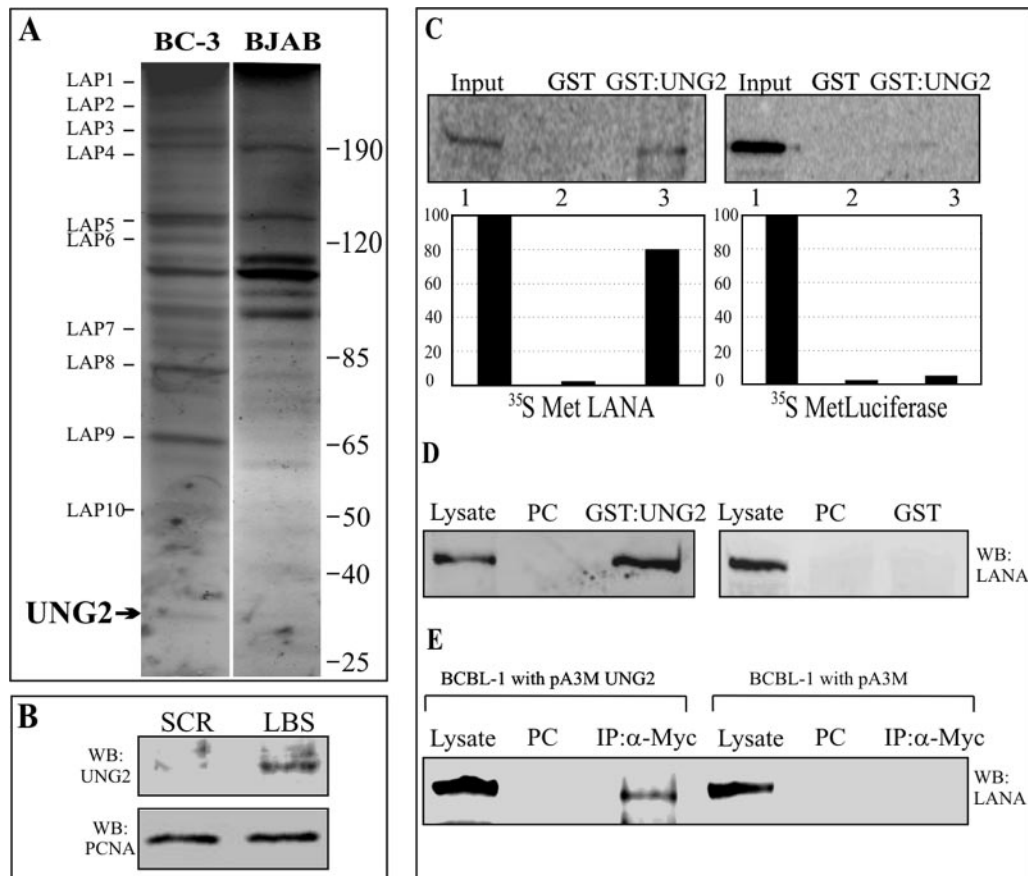 A
BC-3 BJAB
LAP1
LAP2
LAP3
LAP4
LAP5
LAP6
LAP7
LAP8
LAP9
LAP10
UNG2
-190
-120
-85
-65
-50
-40
-25
B
SCR LBS
WB:
UNG2
WB:
PCNA
C
Input GST GST:UNG2
1 2 3
100
80
60
40
20
0
35S Met LANA
Input GST GST:UNG2
1 2 3
100
80
60
40
20
0
35S MetLuciferase
D
Lysate PC GST:UNG2
Lysate PC GST
WB:
LANA
E
BCBL-1 with pA3M UNG2
BCBL-1 with pA3M
Lysate PC IP:α-Myc
Lysate PC IP:α-Myc
WB:
LANA